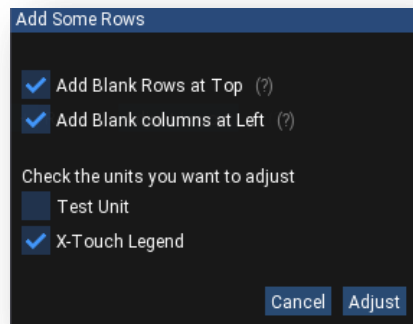 Add Some Rows
Add Blank Rows at Top (?)
Add Blank columns at Left (?)
Check the units you want to adjust
Test Unit
X-Touch Legend
Cancel Adjust